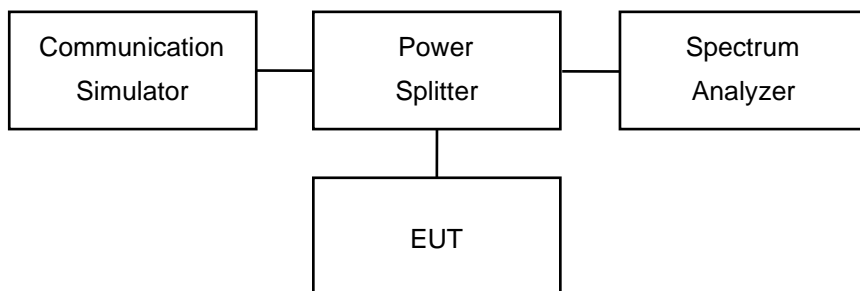 Communication
Simulator
Power
Splitter
Spectrum
Analyzer
EUT